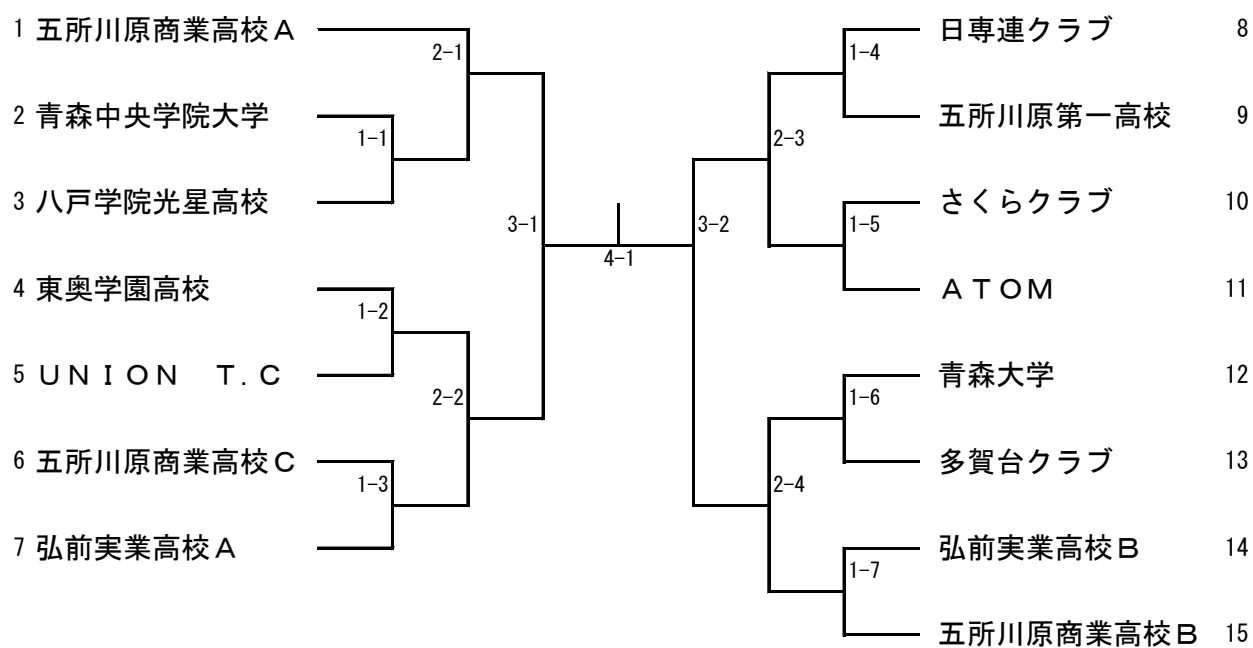 1 五所川原商業高校Ａ
2-1
2 青森中央学院大学
1-1
3 八戸学院光星高校
3-1
4 東奥学園高校
1-2
5 ＵＮＩＯＮ　Ｔ.Ｃ
2-2
6 五所川原商業高校Ｃ
1-3
7 弘前実業高校Ａ
4-1
日専連クラブ 8
1-4
五所川原第一高校 9
2-3
さくらクラブ 10
1-5
3-2
ＡＴＯＭ 11
青森大学 12
1-6
多賀台クラブ 13
2-4
弘前実業高校Ｂ 14
1-7
五所川原商業高校Ｂ 15